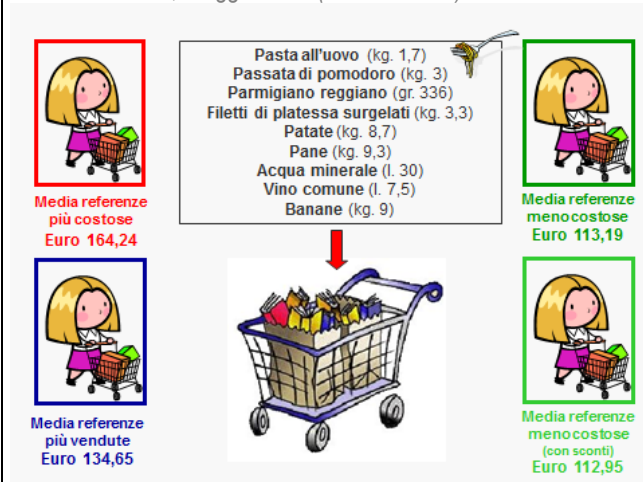 Pasta all'uovo (kg. 1,7)
Passata di pomodoro (kg. 3)
Parmigiano reggiano (gr. 336)
Filetti di platessa surgelati (kg. 3,3)
Patate (kg. 8,7)
Pane (kg. 9,3)
Acqua minerale (l. 30)
Vino comune (l. 7,5)
Banane (kg. 9)
Media referenze
più costose
Euro 164,24
Media referenze
meno costose
Euro 113,19
Media referenze
più vendute
Euro 134,65
Media referenze
meno costose
(con sconti)
Euro 112,95